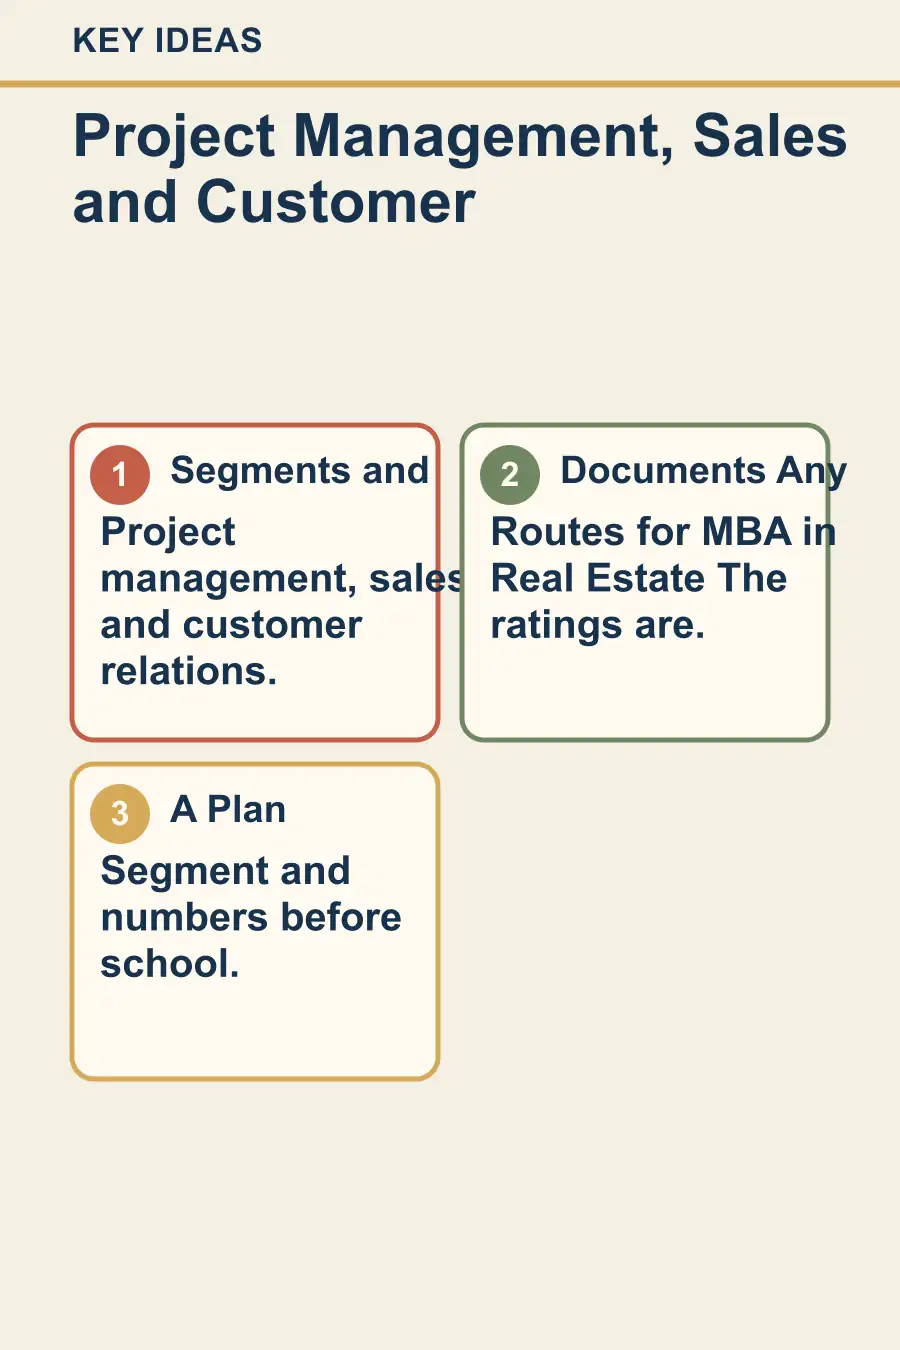 KEY IDEAS
Project Management, Sales
and Customer
1
Segments and
Project
management, sales
and customer
relations.
2
Documents Any
Routes for MBA in
Real Estate The
ratings are.
3
A Plan
Segment and
numbers before
school.